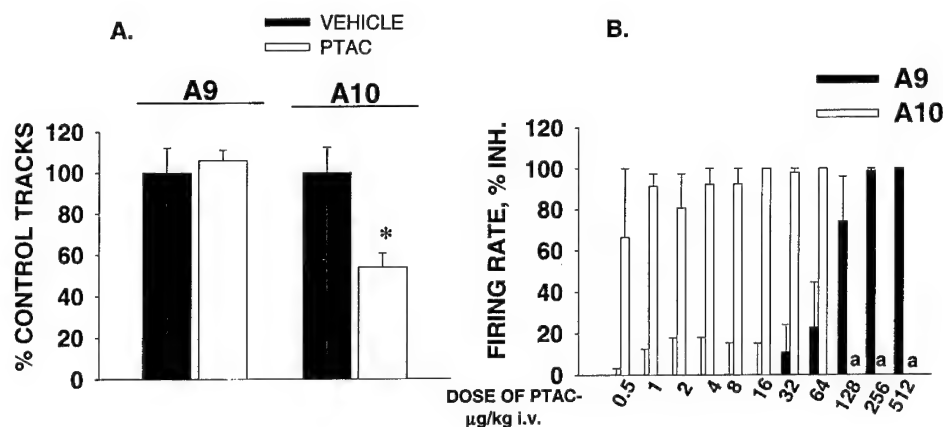 A.
VEHICLE
PTAC
A9
A10
% CONTROL TRACKS
120
100
80
60
40
20
0
*
B.
A9
A10
FIRING RATE, % INH.
120
100
80
60
40
20
0
a a a
DOSE OF PTAC-
µg/kg i.v.
0.5 1 2 4 8 16 32 64 128 256 512